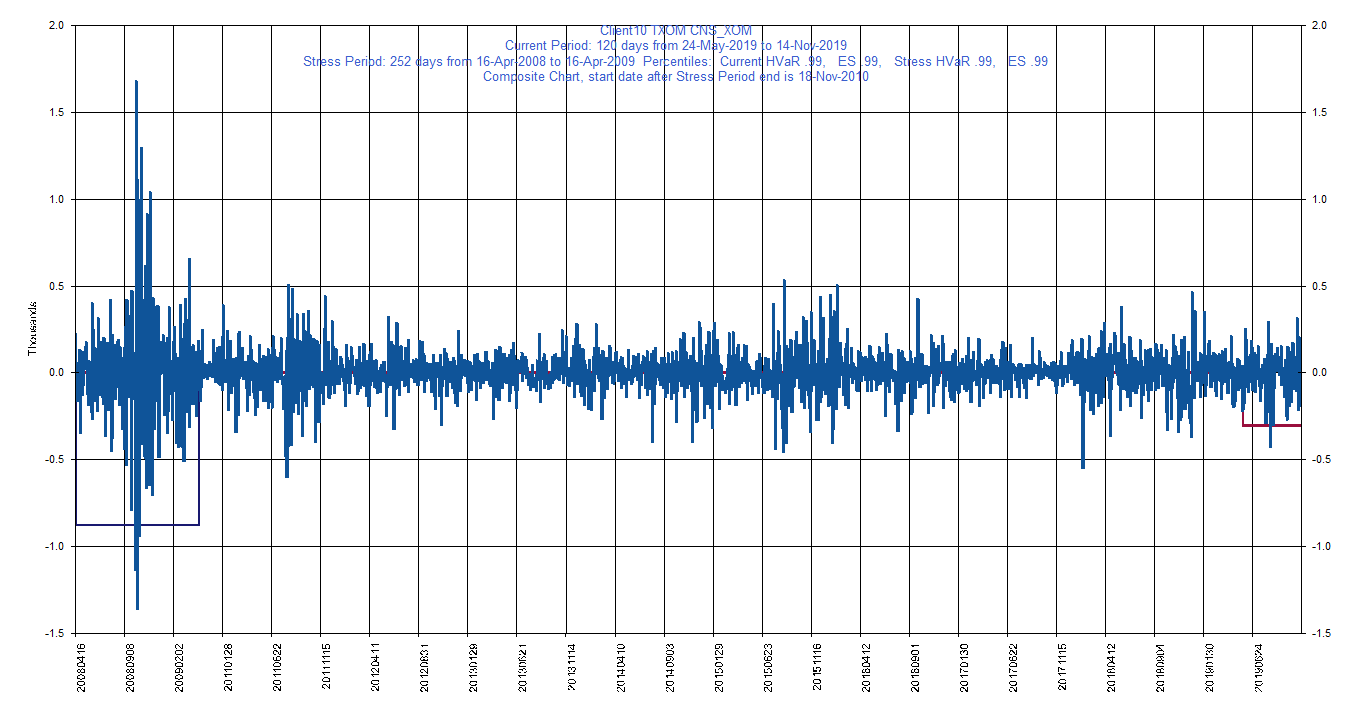 Client10 TXOM CNS_XOM
Current Period: 120 days from 24-May-2019 to 14-Nov-2019
Stress Period: 252 days from 16-Apr-2008 to 16-Apr-2009 Percentiles: Current HVaR .99, ES .99, Stress HVaR .99, ES .99
Composite Chart, start date after Stress Period end is 18-Nov-2010
2.0 2.0
1.5 1.5
1.0 1.0
0.5 0.5
Thousands
0.0 0.0
-0.5 -0.5
-1.0 -1.0
-1.5 -1.5
20080416 20080908 20090202 20110128 20110622 20111115 20120411 20120831 20130129 20130621 20131114 20140410 20140903 20150129 20150623 20151116 20160412 20160901 20170130 20170622 20171115 20180412 20180904 20190130 20190624